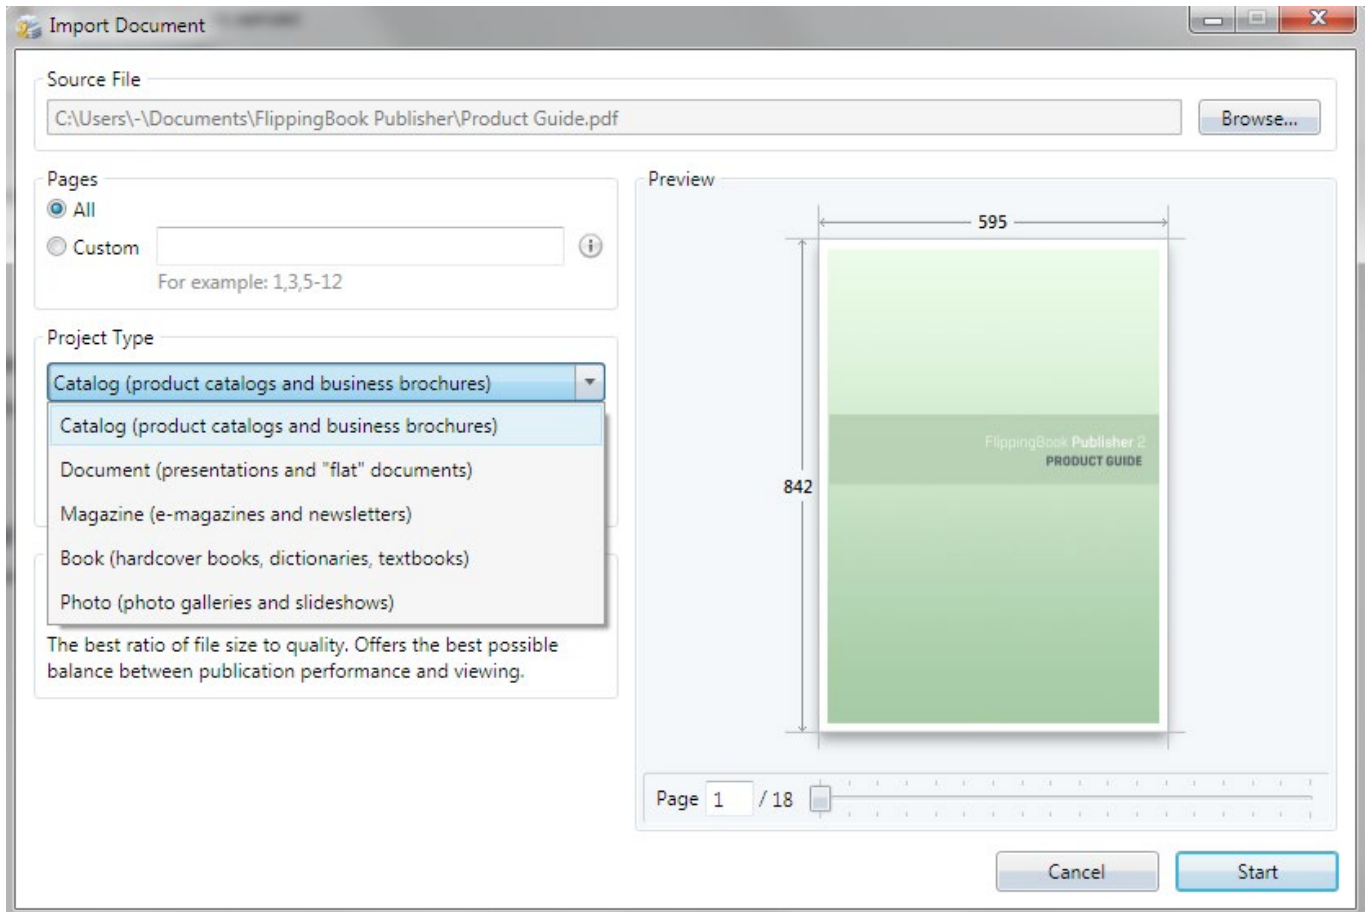 Import Document
Source File
C:\Users\-\Documents\FlippingBook Publisher\Product Guide.pdf
Browse...
Pages
All
Custom
For example: 1,3,5-12
Project Type
Catalog (product catalogs and business brochures)
Catalog (product catalogs and business brochures)
Document (presentations and "flat" documents)
Magazine (e-magazines and newsletters)
Book (hardcover books, dictionaries, textbooks)
Photo (photo galleries and slideshows)
The best ratio of file size to quality. Offers the best possible
balance between publication performance and viewing.
Preview
595
842
FlippingBook Publisher 2
PRODUCT GUIDE
Page 1 / 18
Cancel
Start